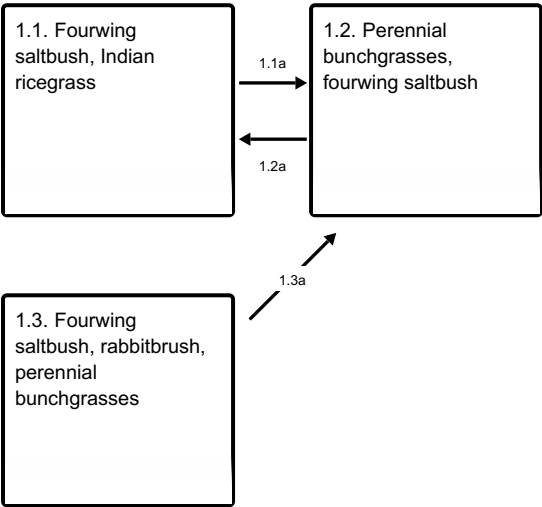 1.1. Fourwing
saltbush, Indian
ricegrass
1.1a
1.2. Perennial
bunchgrasses,
fourwing saltbush
1.2a
1.3a
1.3. Fourwing
saltbush, rabbitbrush,
perennial
bunchgrasses